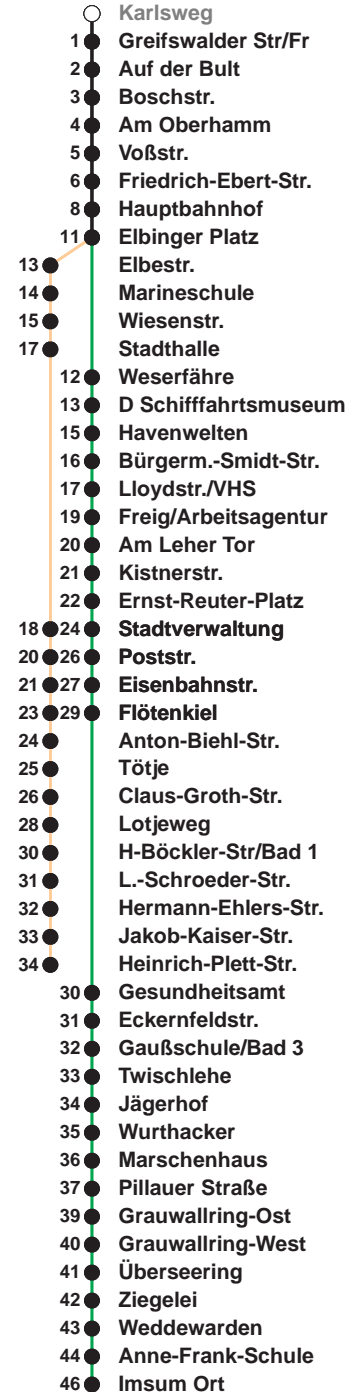 Karlsweg
1 Greifswalder Str/Fr
2 Auf der Bult
3 Boschstr.
4 Am Oberhamm
5 Voßstr.
6 Friedrich-Ebert-Str.
8 Hauptbahnhof
11 Elbinger Platz
13 Elbestr.
14 Marineschule
15 Wiesenstr.
17 Stadthalle
12 Weserfähre
13 D Schifffahrtsmuseum
15 Havenwelten
16 Bürgerm.-Smidt-Str.
17 Lloydstr./VHS
19 Freig/Arbeitsagentur
20 Am Leher Tor
21 Kistnerstr.
22 Ernst-Reuter-Platz
18 24 Stadtverwaltung
20 26 Poststr.
21 27 Eisenbahnstr.
23 29 Flötenkiel
24 Anton-Biehl-Str.
25 Tötje
26 Claus-Groth-Str.
28 Lotjeweg
30 H-Böckler-Str/Bad 1
31 L.-Schroeder-Str.
32 Hermann-Ehlers-Str.
33 Jakob-Kaiser-Str.
34 Heinrich-Plett-Str.
30 Gesundheitsamt
31 Eckernfeldstr.
32 Gaußschule/Bad 3
33 Twischlehe
34 Jägerhof
35 Wurthacker
36 Marschenhaus
37 Pillauer Straße
39 Grauwallring-Ost
40 Grauwallring-West
41 Überseering
42 Ziegelei
43 Weddewarden
44 Anne-Frank-Schule
46 Imsum Ort